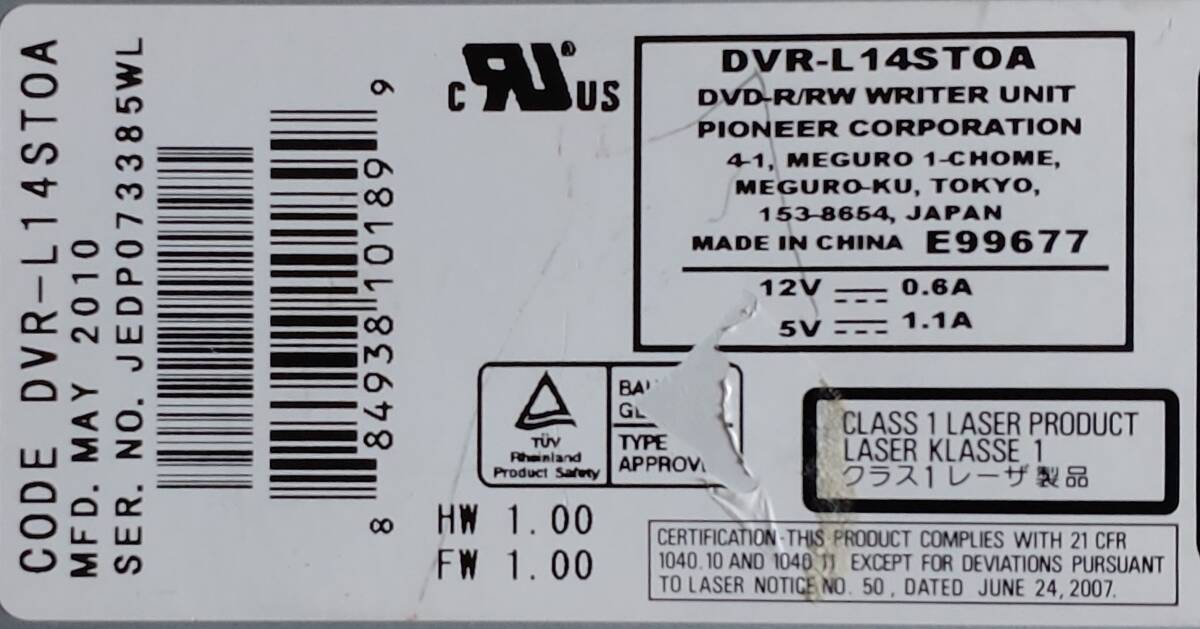 CODE DVR-L14STOA
MFD. MAY 2010
SER. NO. JEDP073385WL
8 84938 10189 9
c RU ® US
DVR-L14STOA
DVD-R/RW WRITER UNIT
PIONEER CORPORATION
4-1, MEGURO 1-CHOME,
MEGURO-KU, TOKYO,
153-8654, JAPAN
MADE IN CHINA E99677
12V 0.6A
5V 1.1A
TÜV
Rheinland
Product Safety
TYPE
HW 1.00
FW 1.00
CLASS 1 LASER PRODUCT
LASER KLASSE 1
クラス1レーザ製品
CERTIFICATION-THIS PRODUCT COMPLIES WITH 21 CFR
1040.10 AND 1040.11 EXCEPT FOR DEVIATIONS PURSUANT
TO LASER NOTICE NO. 50, DATED JUNE 24, 2007.